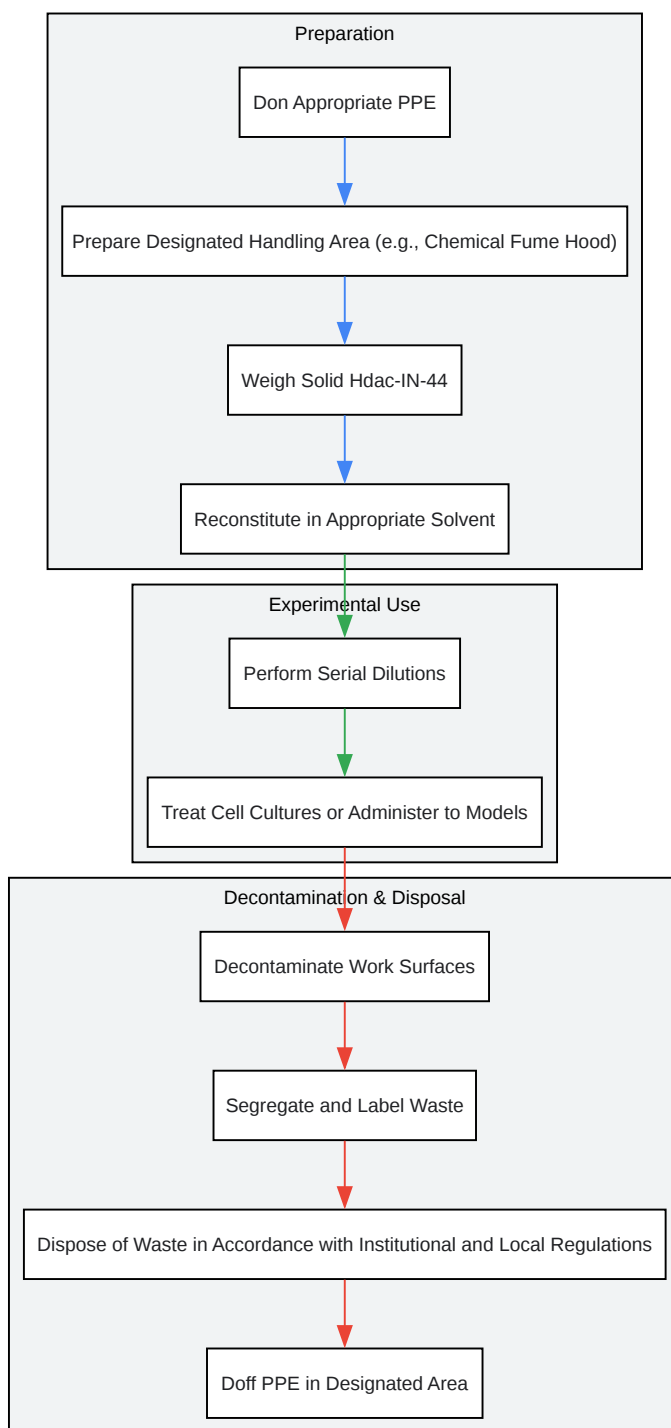 Preparation
Don Appropriate PPE
Prepare Designated Handling Area (e.g., Chemical Fume Hood)
Weigh Solid Hdac-IN-44
Reconstitute in Appropriate Solvent
Experimental Use
Perform Serial Dilutions
Treat Cell Cultures or Administer to Models
Decontamination & Disposal
Decontaminate Work Surfaces
Segregate and Label Waste
Dispose of Waste in Accordance with Institutional and Local Regulations
Doff PPE in Designated Area